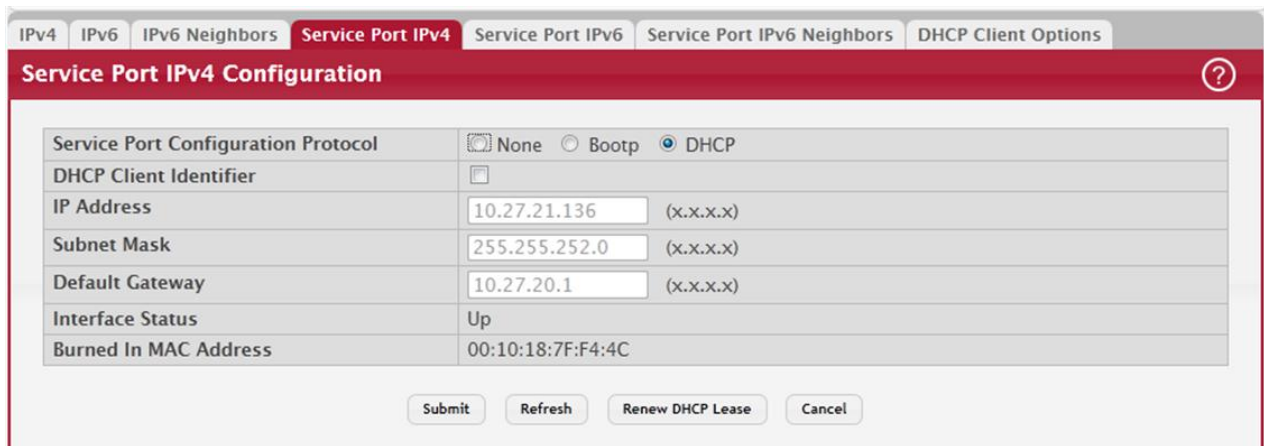 IPv4 IPv6 IPv6 Neighbors Service Port IPv4 Service Port IPv6 Service Port IPv6 Neighbors DHCP Client Options
Service Port IPv4 Configuration ?
Service Port Configuration Protocol None Bootp DHCP
DHCP Client Identifier
IP Address 10.27.21.136 (x.x.x.x)
Subnet Mask 255.255.252.0 (x.x.x.x)
Default Gateway 10.27.20.1 (x.x.x.x)
Interface Status Up
Burned In MAC Address 00:10:18:7F:F4:4C
Submit Refresh Renew DHCP Lease Cancel